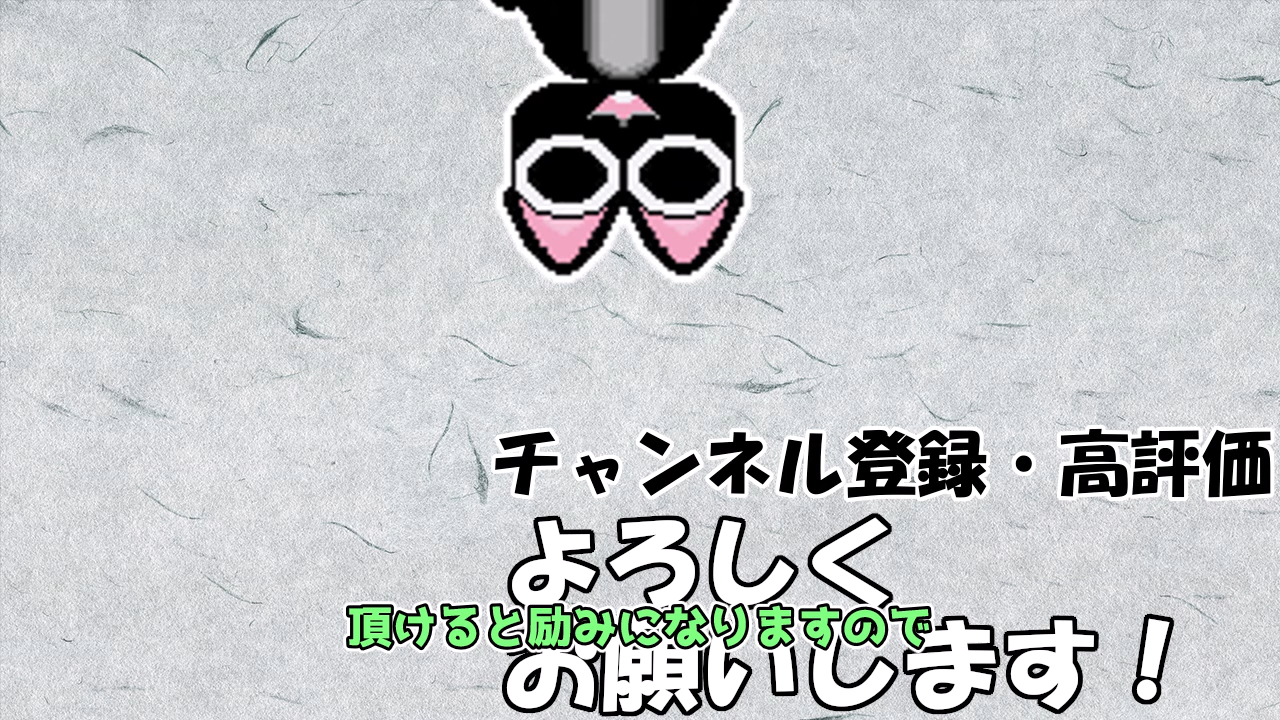 チャンネル登録・高評価
よろしく
頂けると励みになりますので
お願いします！